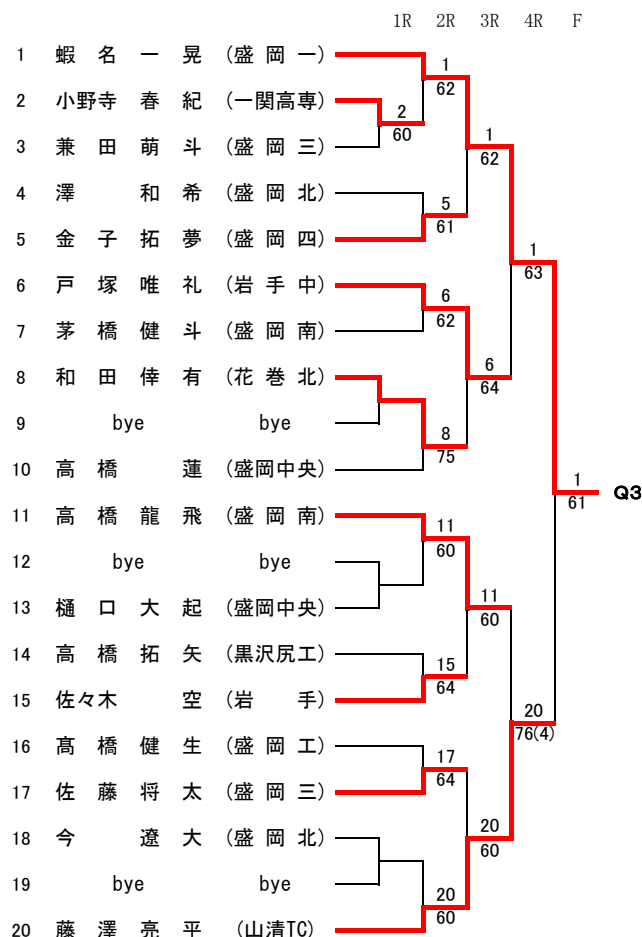 1R 2R 3R 4R F
1 蝦名一晃 (盛岡一)
1
62
2 小野寺春紀 (一関高専)
2
60
3 兼田萌斗 (盛岡三)
1
62
4 澤和希 (盛岡北)
5
61
5 金子拓夢 (盛岡四)
1
63
6 戸塚唯礼 (岩手中)
6
62
7 茅橋健斗 (盛岡南)
6
64
8 和田倖有 (花巻北)
9 bye bye
8
75
10 高橋蓮 (盛岡中央)
1
61
Q3
11 高橋龍飛 (盛岡南)
11
60
12 bye bye
13 樋口大起 (盛岡中央)
11
60
14 高橋拓矢 (黒沢尻工)
15
64
15 佐々木空 (岩手)
20
76(4)
16 髙橋健生 (盛岡工)
17
64
17 佐藤将太 (盛岡三)
18 今遼大 (盛岡北)
20
60
19 bye bye
20
60
20 藤澤亮平 (山清TC)